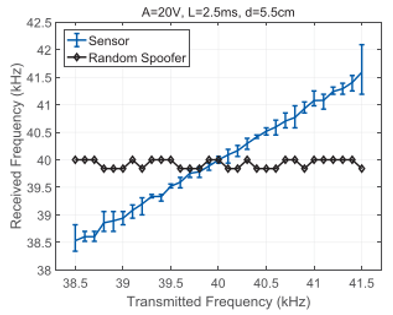 A=20V, L=2.5ms, d=5.5cm
42.5
42
41.5
41
40.5
40
39.5
39
38.5
38
Received Frequency (kHz)
Sensor
Random Spoofer
38.5 39 39.5 40 40.5 41 41.5
Transmitted Frequency (kHz)